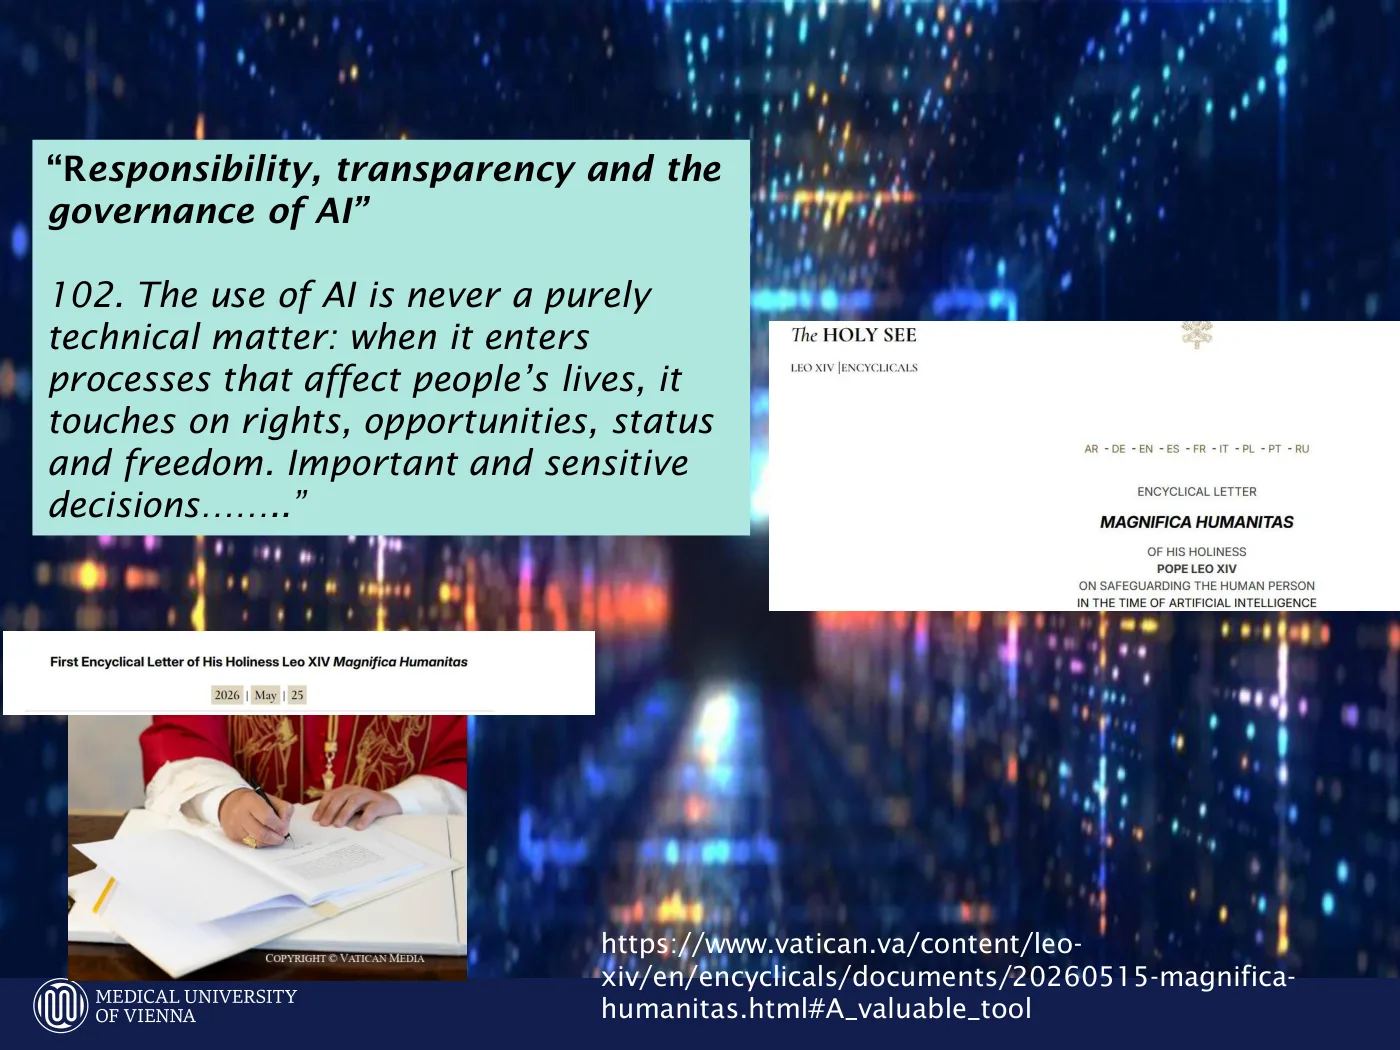 “Responsibility, transparency and the
governance of AI”
102. The use of AI is never a purely
technical matter: when it enters
processes that affect people’s lives, it
touches on rights, opportunities, status
and freedom. Important and sensitive
decisions……..”
The HOLY SEE
LEO XIV |ENCYCLICALS
AR - DE - EN - ES - FR - IT - PL - PT - RU
ENCYCLICAL LETTER
MAGNIFICA HUMANITAS
OF HIS HOLINESS
POPE LEO XIV
ON SAFEGUARDING THE HUMAN PERSON
IN THE TIME OF ARTIFICIAL INTELLIGENCE
First Encyclical Letter of His Holiness Leo XIV Magnifica Humanitas
2026 | May | 25
COPYRIGHT © VATICAN MEDIA
https://www.vatican.va/content/leo-
xiv/en/encyclicals/documents/20260515-magnifica-
humanitas.html#A_valuable_tool
MEDICAL UNIVERSITY
OF VIENNA